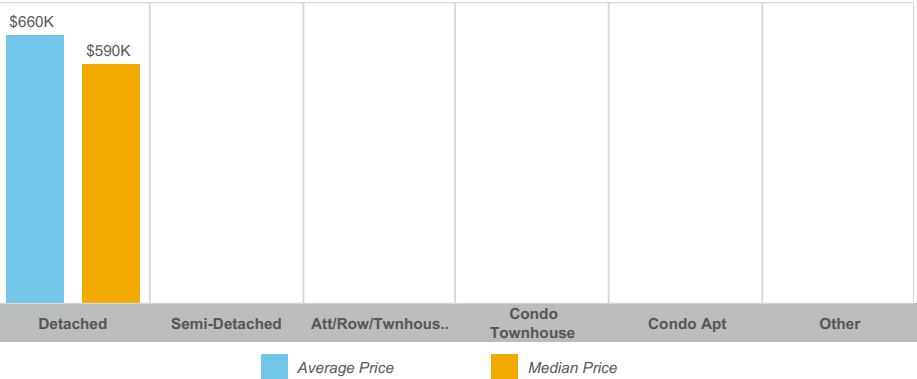 $660K
$590K
Detached
Semi-Detached
Att/Row/Twnhous..
Condo
Townhouse
Condo Apt
Other
Average Price
Median Price